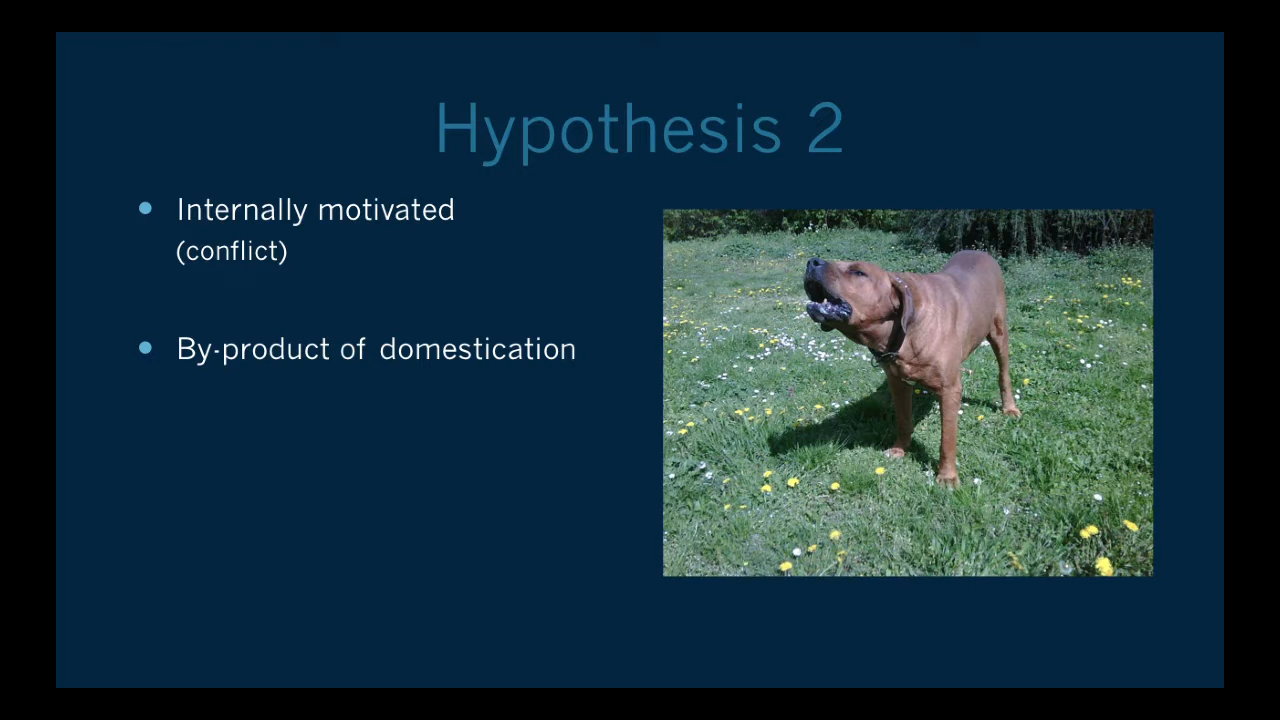 Hypothesis 2
Internally motivated
(conflict)
By-product of domestication